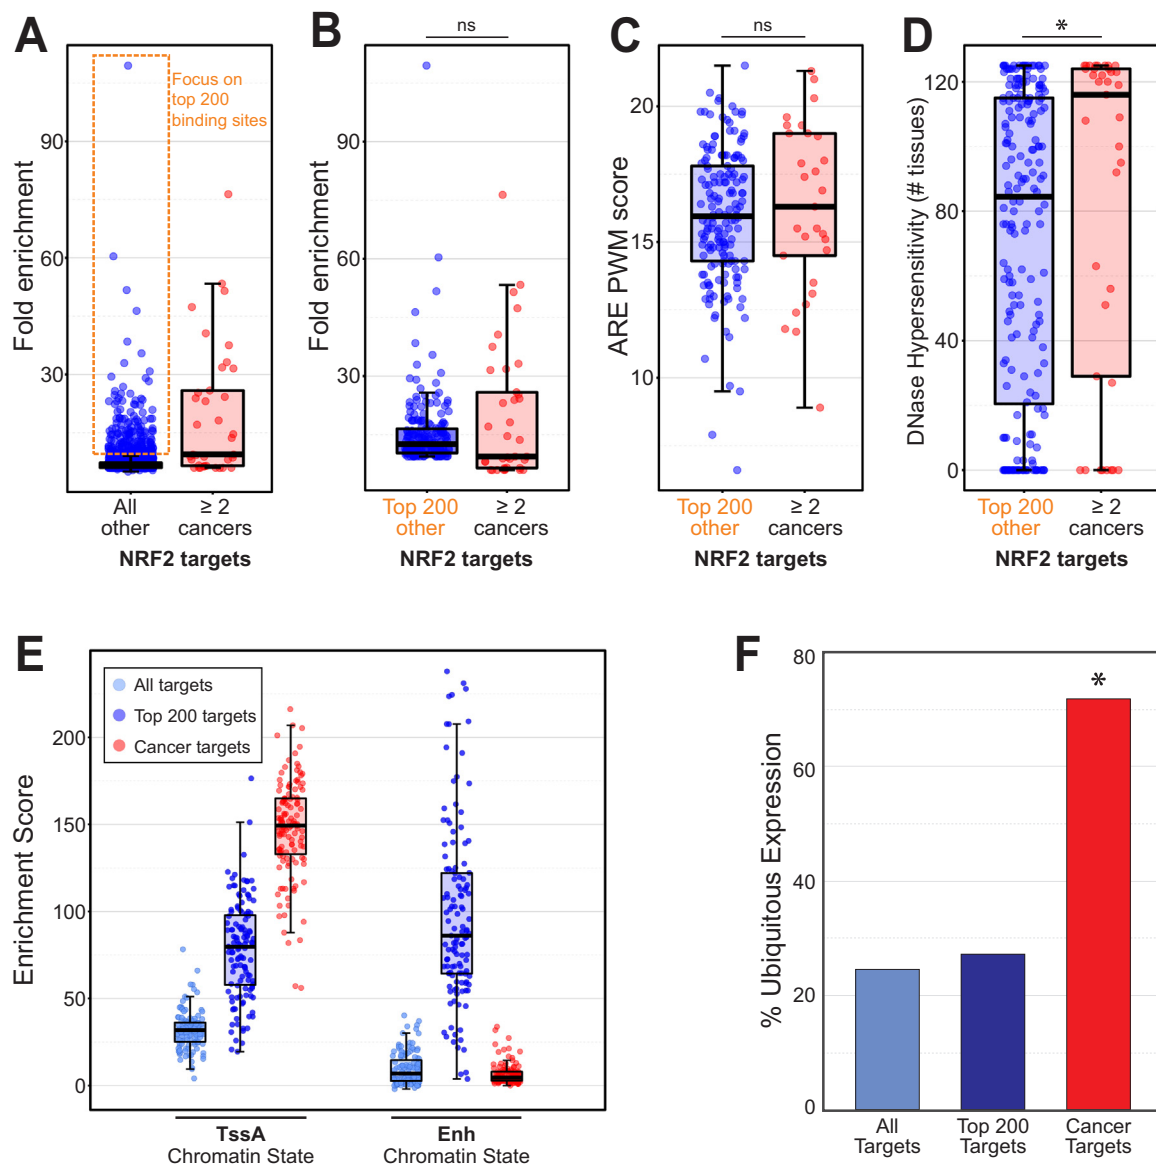 A
Fold enrichment
90
60
30
Focus on
top 200
binding sites
All
other
≥ 2
cancers
NRF2 targets
B
ns
Fold enrichment
90
60
30
Top 200
other
≥ 2
cancers
NRF2 targets
C
ns
ARE PWM score
20
15
10
Top 200
other
≥ 2
cancers
NRF2 targets
D
*
DNase Hypersensitivity (# tissues)
120
80
40
0
Top 200
other
≥ 2
cancers
NRF2 targets
E
Enrichment Score
200
150
100
50
0
All targets
Top 200 targets
Cancer targets
TssA
Chromatin State
Enh
Chromatin State
F
% Ubiquitous Expression
80
60
40
20
0
*
All
Targets
Top 200
Targets
Cancer
Targets